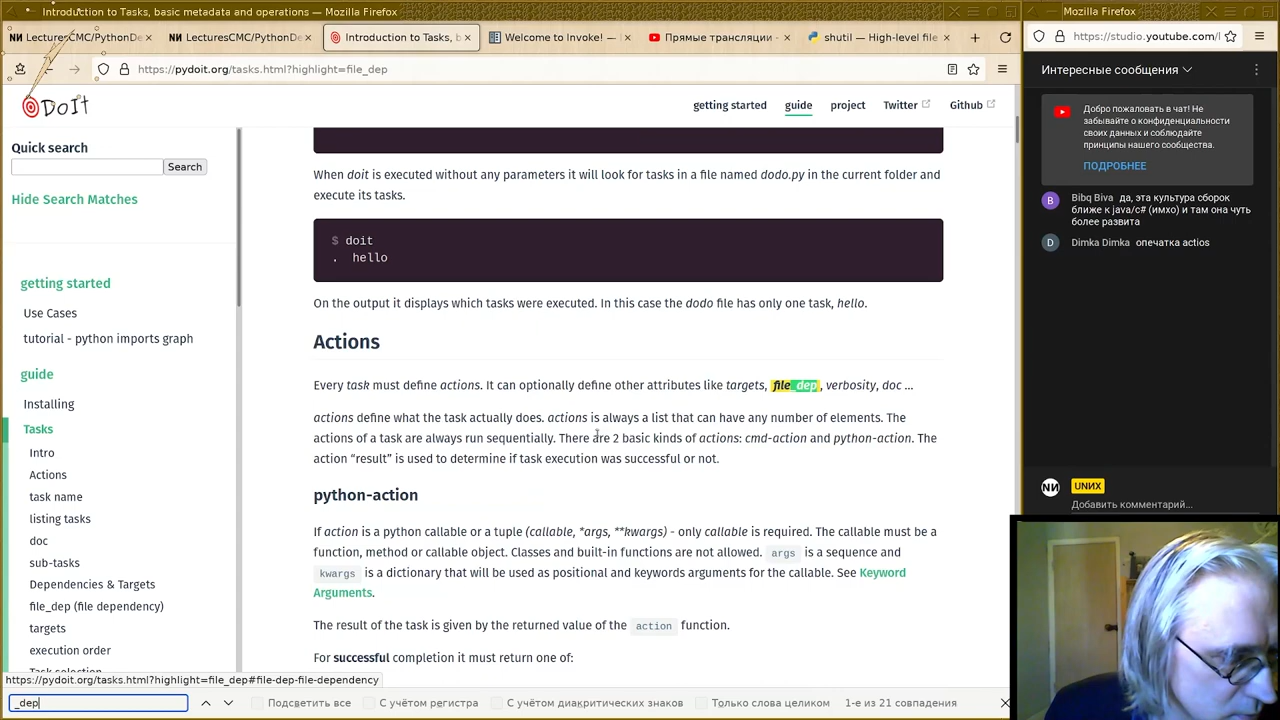 Introduction to Tasks, basic metadata and operations — Mozilla Firefox
Mozilla Firefox
LecturesCMC/PythonDe
LecturesCMC/PythonDe
Introduction to Tasks, b
Welcome to Invoke! —
Прямые трансляции -
shutil — High-level file
https://pydoit.org/tasks.html?highlight=file_dep
https://studio.youtube.com/l
DoIt
getting started
guide
project
Twitter
Github
Quick search
Search
Hide Search Matches
getting started
Use Cases
tutorial - python imports graph
guide
Installing
Tasks
Intro
Actions
task name
listing tasks
doc
sub-tasks
Dependencies & Targets
file_dep (file dependency)
targets
execution order
Task selection
When doit is executed without any parameters it will look for tasks in a file named dodo.py in the current folder and
execute its tasks.
$ doit
. hello
On the output it displays which tasks were executed. In this case the dodo file has only one task, hello.
Actions
Every task must define actions. It can optionally define other attributes like targets, file_dep, verbosity, doc ...
actions define what the task actually does. actions is always a list that can have any number of elements. The
actions of a task are always run sequentially. There are 2 basic kinds of actions: cmd-action and python-action. The
action “result” is used to determine if task execution was successful or not.
python-action
If action is a python callable or a tuple (callable, *args, **kwargs) - only callable is required. The callable must be a
function, method or callable object. Classes and built-in functions are not allowed. args is a sequence and
kwargs is a dictionary that will be used as positional and keywords arguments for the callable. See Keyword
Arguments.
The result of the task is given by the returned value of the action function.
For successful completion it must return one of:
https://pydoit.org/tasks.html?highlight=file_dep#file-dep-file-dependency
_dep
Подсветить все
С учётом регистра
С учётом диакритических знаков
Только слова целиком
1-е из 21 совпадения
Интересные сообщения
Добро пожаловать в чат! Не
забывайте о конфиденциальности
своих данных и соблюдайте
принципы нашего сообщества.
ПОДРОБНЕЕ
B
Bibq Biva да, эта культура сборок
ближе к java/c# (имхо) и там она чуть
более развита
D
Dimka Dimka опечатка actios
UNИX
Добавить комментарий...